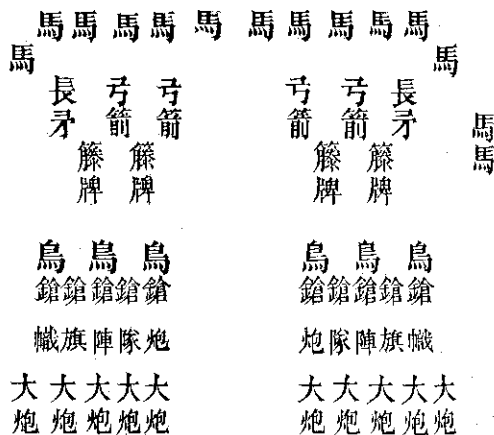 馬 馬 馬 馬 馬 馬 馬 馬 馬 馬
馬 馬
長 弓 弓 弓 弓 長
矛 箭 箭 箭 箭 矛 馬
籐 籐 籐 籐 馬
牌 牌 牌 牌
鳥 鳥 鳥 鳥 鳥 鳥
鎗 鎗 鎗 鎗 鎗 鎗 鎗 鎗 鎗 鎗
幟 旗 陣 隊 炮 炮 隊 陣 旗 幟
大 大 大 大 大 大 大 大 大 大
炮 炮 炮 炮 炮 炮 炮 炮 炮 炮